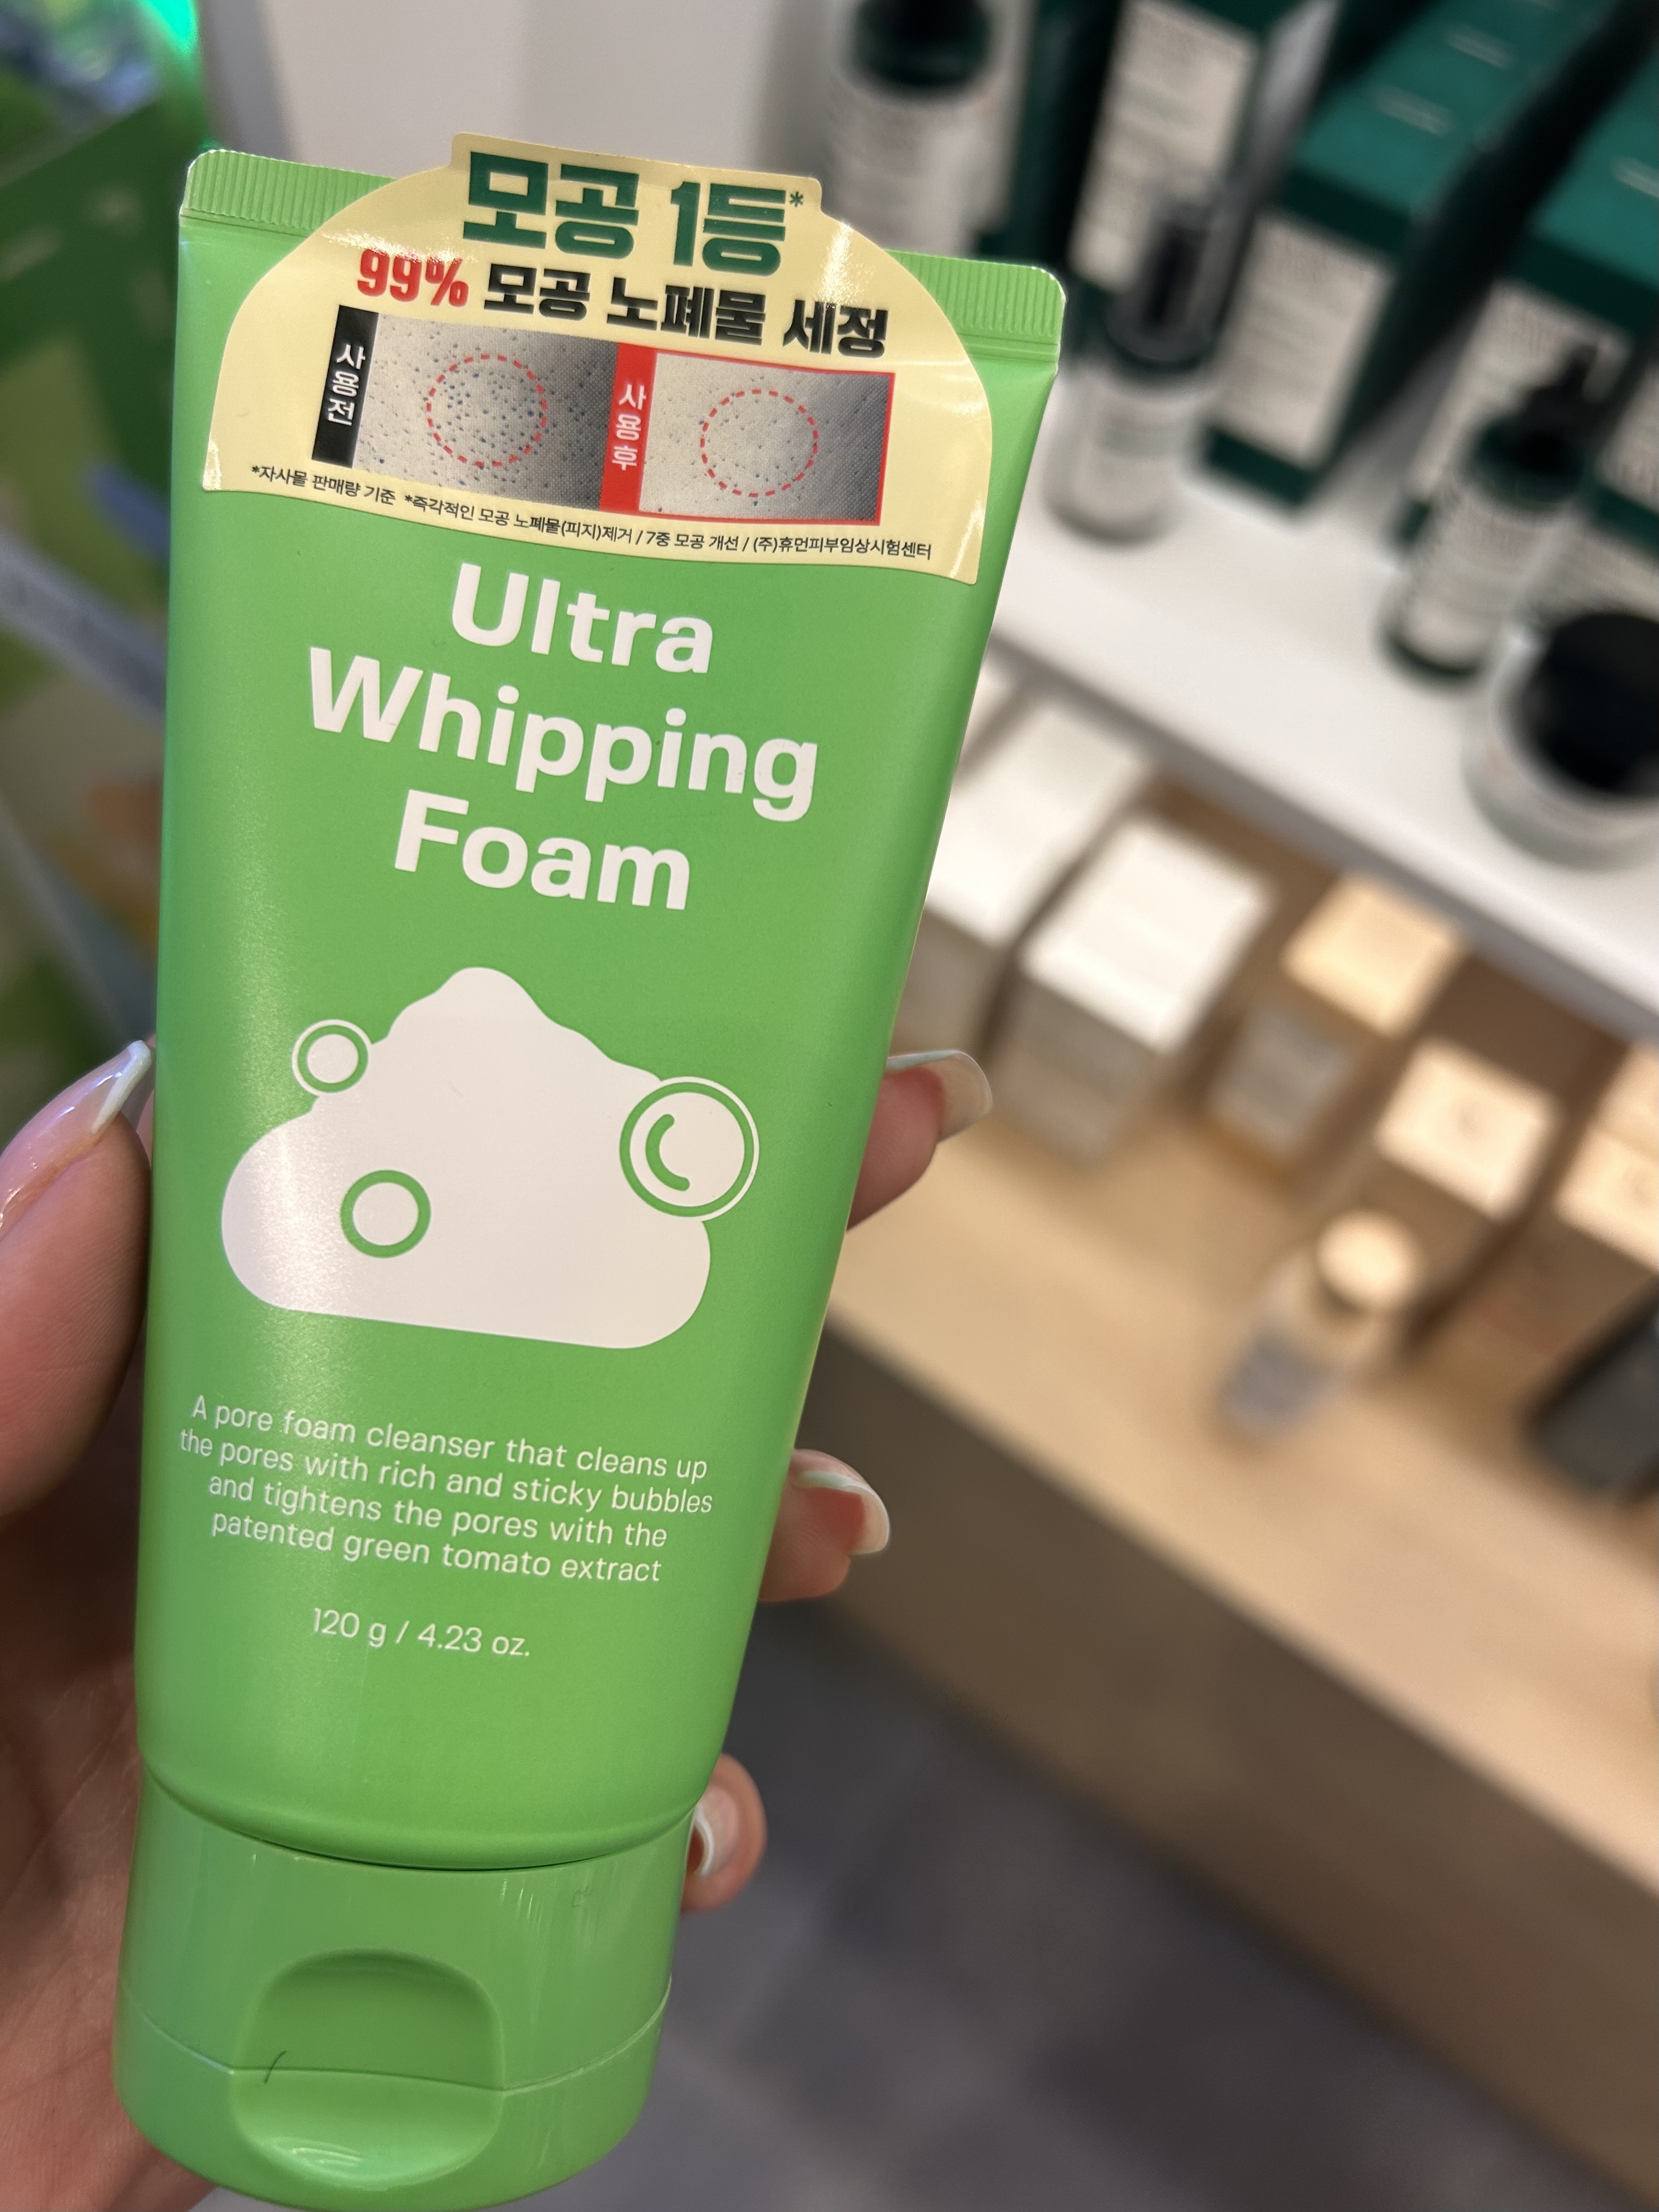 모공 1등*
99% 모공 노폐물 세정
사용전
사용후
*자사몰 판매량 기준 *즉각적인 모공 노폐물(피지)제거 / 7중 모공 개선 / (주)휴먼피부임상시험센터
Ultra
Whipping
Foam
A pore foam cleanser that cleans up
the pores with rich and sticky bubbles
and tightens the pores with the
patented green tomato extract
120 g / 4.23 oz.